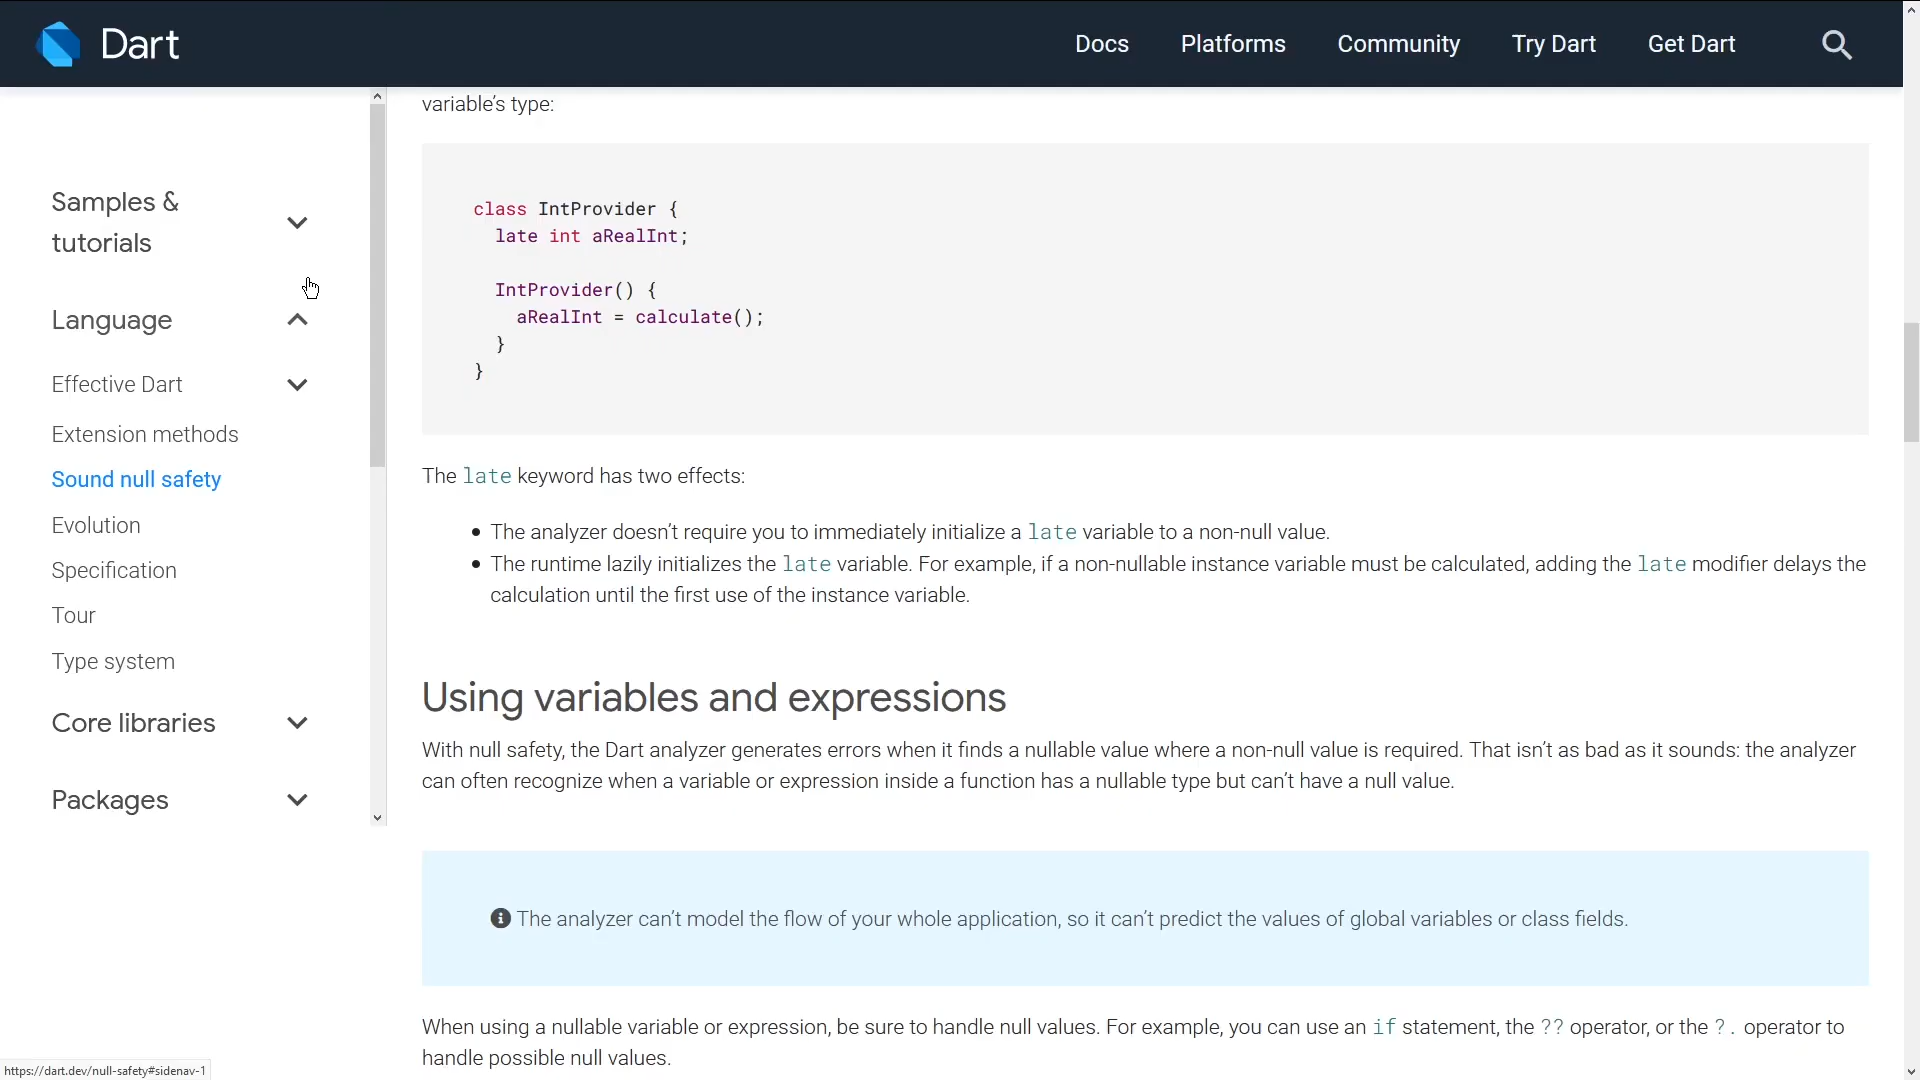 Dart
Docs
Platforms
Community
Try Dart
Get Dart
Samples &
tutorials
Language
Effective Dart
Extension methods
Sound null safety
Evolution
Specification
Tour
Type system
Core libraries
Packages
variable’s type:
class IntProvider {
  late int aRealInt;
  IntProvider() {
    aRealInt = calculate();
  }
}
The late keyword has two effects:
• The analyzer doesn’t require you to immediately initialize a late variable to a non-null value.
• The runtime lazily initializes the late variable. For example, if a non-nullable instance variable must be calculated, adding the late modifier delays the
calculation until the first use of the instance variable.
Using variables and expressions
With null safety, the Dart analyzer generates errors when it finds a nullable value where a non-null value is required. That isn’t as bad as it sounds: the analyzer
can often recognize when a variable or expression inside a function has a nullable type but can’t have a null value.
The analyzer can’t model the flow of your whole application, so it can’t predict the values of global variables or class fields.
When using a nullable variable or expression, be sure to handle null values. For example, you can use an if statement, the ?? operator, or the ?. operator to
handle possible null values.
https://dart.dev/null-safety#sidenav-1